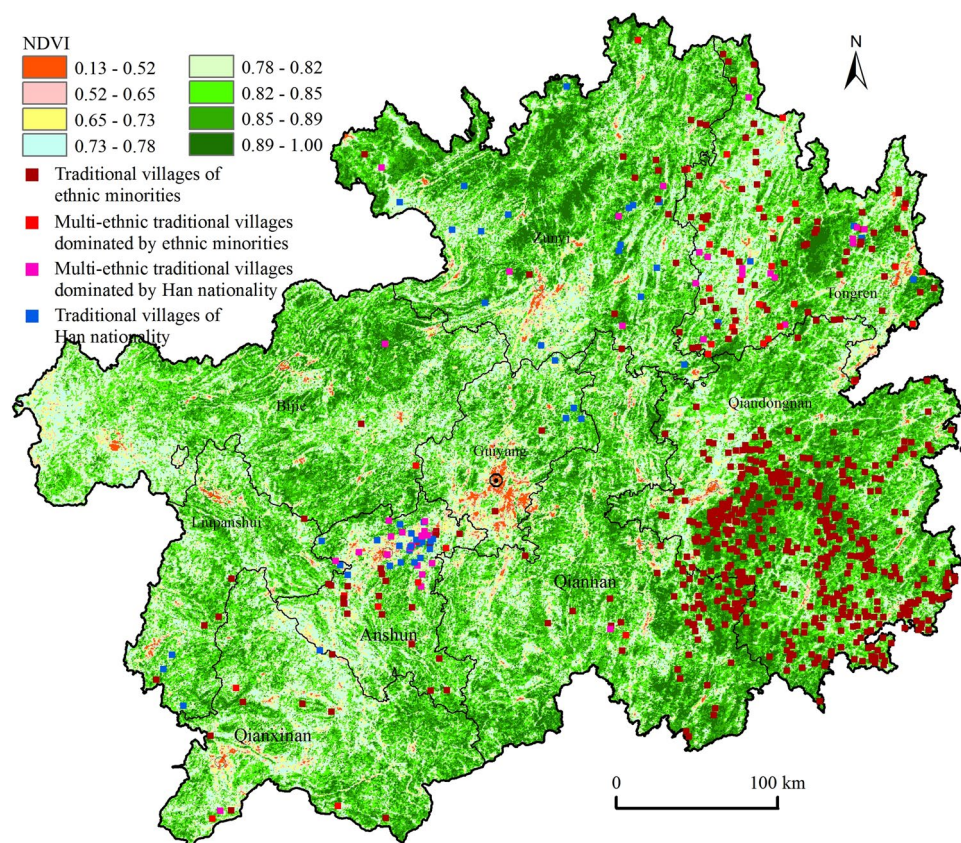 NDVI
0.13 - 0.52
0.52 - 0.65
0.65 - 0.73
0.73 - 0.78
0.78 - 0.82
0.82 - 0.85
0.85 - 0.89
0.89 - 1.00
Traditional villages of
ethnic minorities
Multi-ethnic traditional villages
dominated by ethnic minorities
Multi-ethnic traditional villages
dominated by Han nationality
Traditional villages of
Han nationality
N
Zunyi
Tongren
Bijie
Qiandongnan
Guiyang
Liupanshui
Qiannan
Anshun
Qianxinan
0
100 km